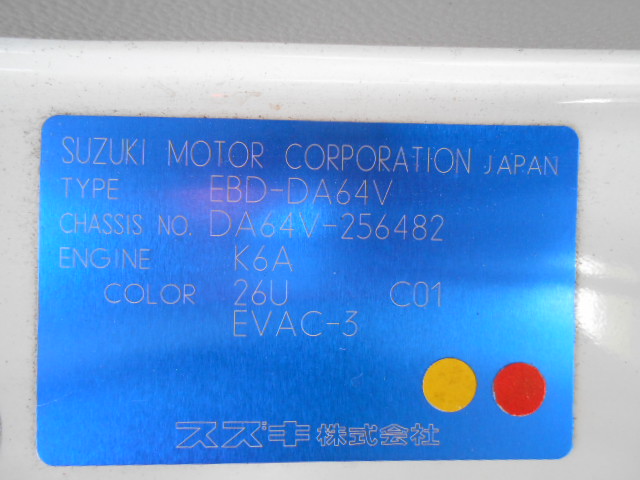 SUZUKI MOTOR CORPORATION JAPAN
TYPE EBD-DA64V
CHASSIS NO. DA64V-256482
ENGINE K6A
COLOR 26U C01
EVAC-3
スズキ株式会社